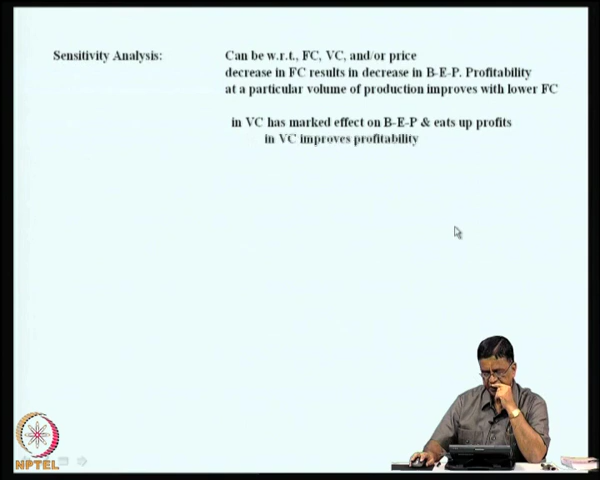 Sensitivity Analysis: Can be w.r.t., FC, VC, and/or price
decrease in FC results in decrease in B-E-P. Profitability
at a particular volume of production improves with lower FC
in VC has marked effect on B-E-P & eats up profits
in VC improves profitability
NPTEL